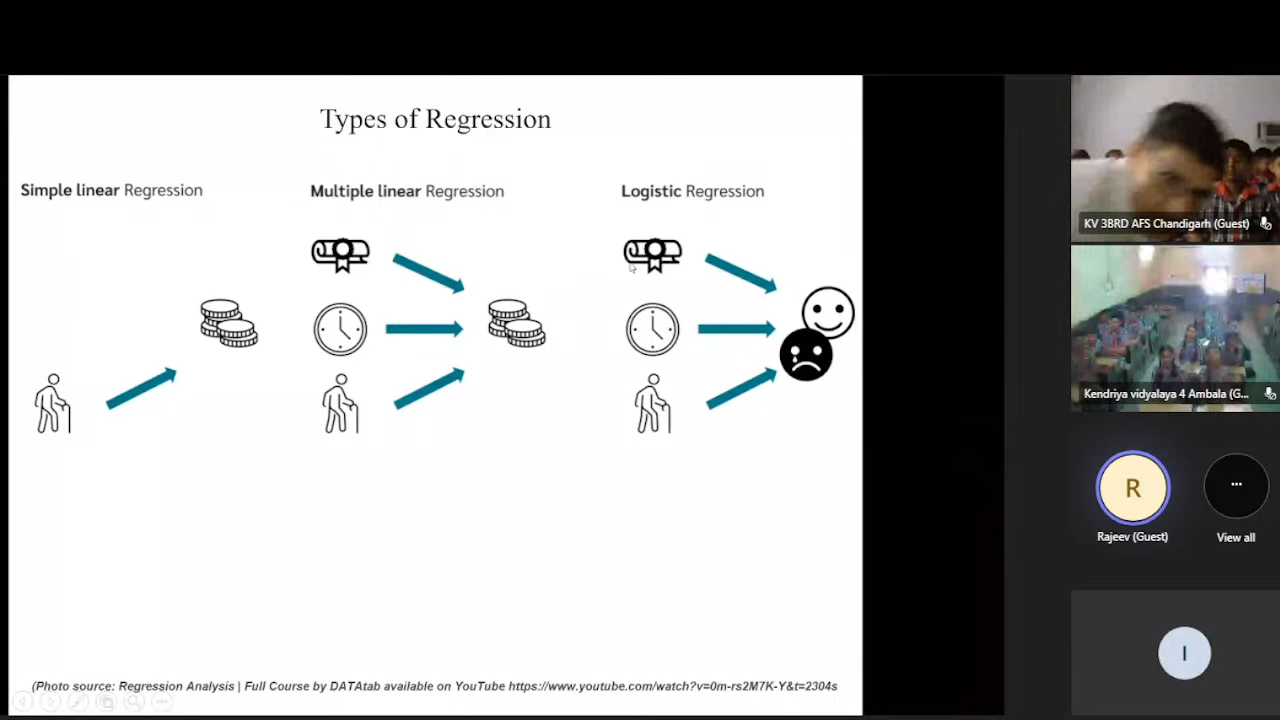 Types of Regression
Simple linear Regression
Multiple linear Regression
Logistic Regression
(Photo source: Regression Analysis | Full Course by DATAtab available on YouTube https://www.youtube.com/watch?v=0m-rs2M7K-Y&t=2304s
KV 3BRD AFS Chandigarh (Guest)
Kendriya vidyalaya 4 Ambala (G...
R
Rajeev (Guest)
...
View all
I